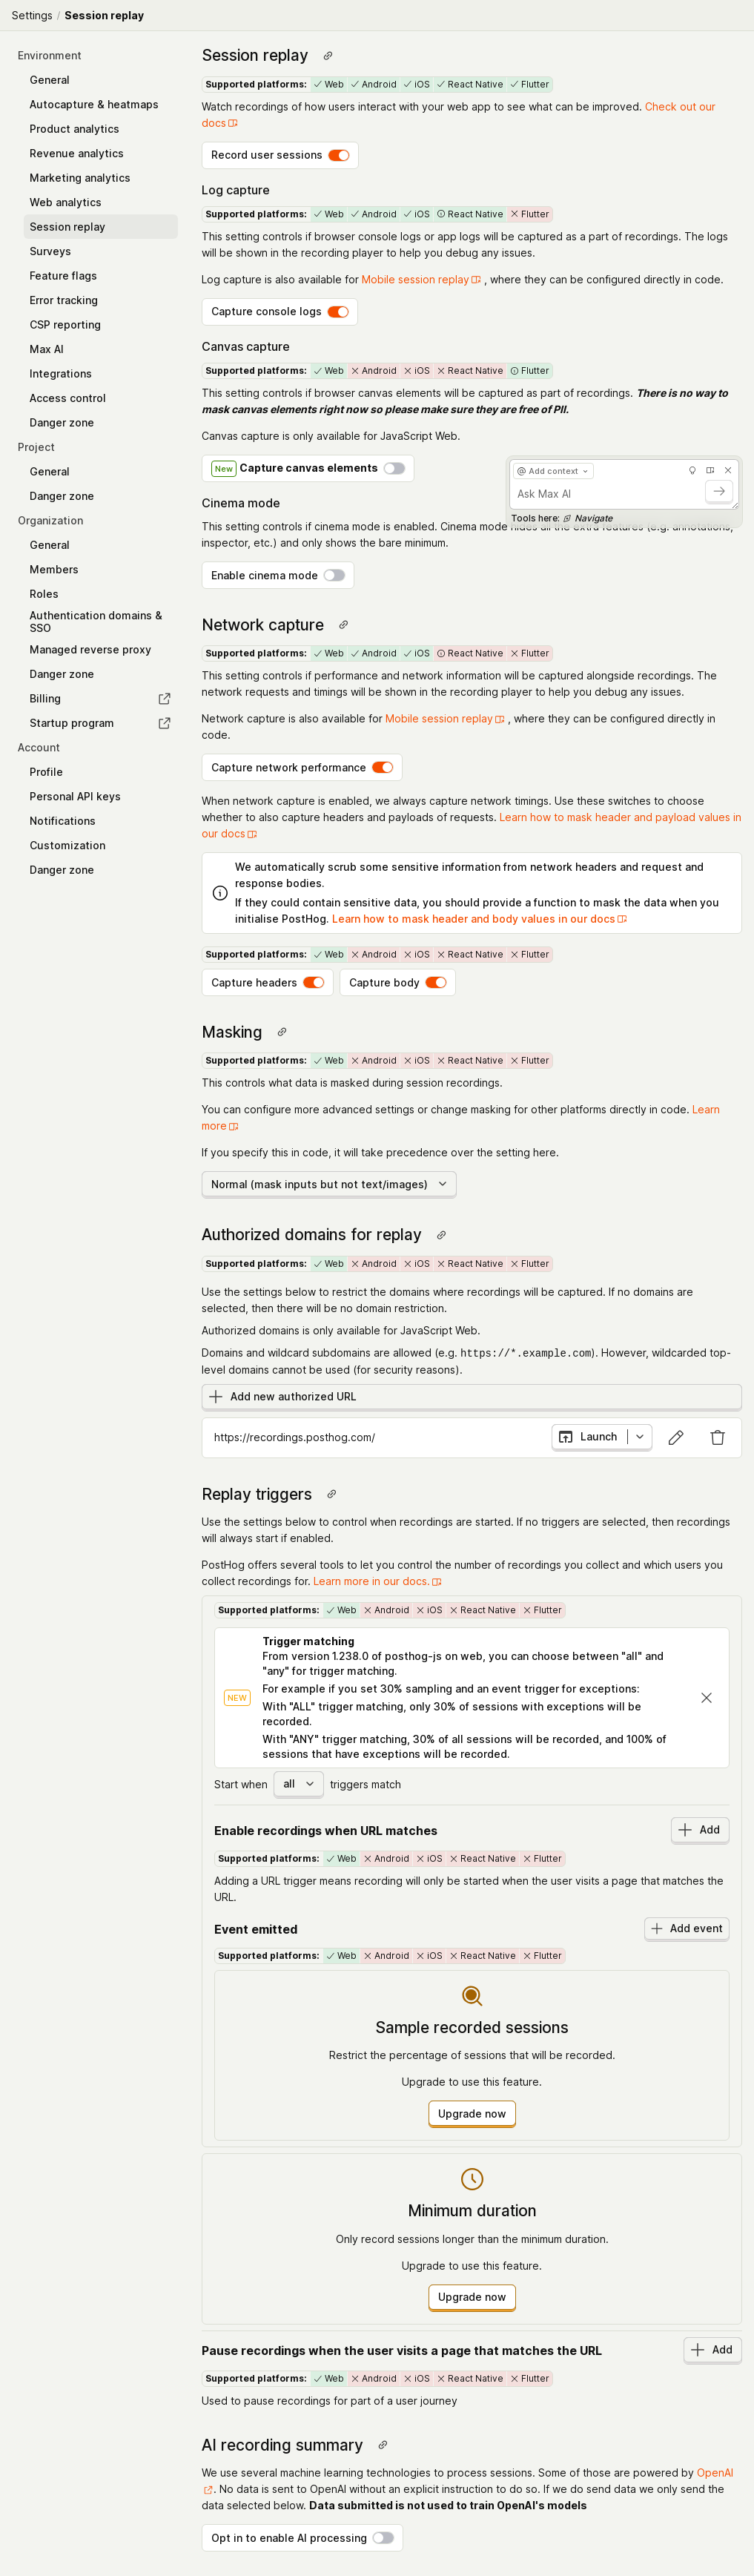 Settings / Session replay
Environment
General
Autocapture & heatmaps
Product analytics
Revenue analytics
Marketing analytics
Web analytics
Session replay
Surveys
Feature flags
Error tracking
CSP reporting
Max AI
Integrations
Access control
Danger zone
Project
General
Danger zone
Organization
General
Members
Roles
Authentication domains &
SSO
Managed reverse proxy
Danger zone
Billing
Startup program
Account
Profile
Personal API keys
Notifications
Customization
Danger zone
Session replay
Supported platforms: Web Android iOS React Native Flutter
Watch recordings of how users interact with your web app to see what can be improved. Check out our
docs
Record user sessions
Log capture
Supported platforms: Web Android iOS React Native Flutter
This setting controls if browser console logs or app logs will be captured as a part of recordings. The logs
will be shown in the recording player to help you debug any issues.
Log capture is also available for Mobile session replay , where they can be configured directly in code.
Capture console logs
Canvas capture
Supported platforms: Web Android iOS React Native Flutter
This setting controls if browser canvas elements will be captured as part of recordings. There is no way to
mask canvas elements right now so please make sure they are free of PII.
Canvas capture is only available for JavaScript Web.
New Capture canvas elements
@ Add context
Ask Max AI
Tools here: Navigate
Cinema mode
This setting controls if cinema mode is enabled. Cinema mode hides all the extra features (e.g. annotations,
inspector, etc.) and only shows the bare minimum.
Enable cinema mode
Network capture
Supported platforms: Web Android iOS React Native Flutter
This setting controls if performance and network information will be captured alongside recordings. The
network requests and timings will be shown in the recording player to help you debug any issues.
Network capture is also available for Mobile session replay , where they can be configured directly in
code.
Capture network performance
When network capture is enabled, we always capture network timings. Use these switches to choose
whether to also capture headers and payloads of requests. Learn how to mask header and payload values in
our docs
We automatically scrub some sensitive information from network headers and request and
response bodies.
If they could contain sensitive data, you should provide a function to mask the data when you
initialise PostHog. Learn how to mask header and body values in our docs
Supported platforms: Web Android iOS React Native Flutter
Capture headers Capture body
Masking
Supported platforms: Web Android iOS React Native Flutter
This controls what data is masked during session recordings.
You can configure more advanced settings or change masking for other platforms directly in code. Learn
more
If you specify this in code, it will take precedence over the setting here.
Normal (mask inputs but not text/images)
Authorized domains for replay
Supported platforms: Web Android iOS React Native Flutter
Use the settings below to restrict the domains where recordings will be captured. If no domains are
selected, then there will be no domain restriction.
Authorized domains is only available for JavaScript Web.
Domains and wildcard subdomains are allowed (e.g. https://*.example.com). However, wildcarded top-
level domains cannot be used (for security reasons).
Add new authorized URL
https://recordings.posthog.com/ Launch
Replay triggers
Use the settings below to control when recordings are started. If no triggers are selected, then recordings
will always start if enabled.
PostHog offers several tools to let you control the number of recordings you collect and which users you
collect recordings for. Learn more in our docs.
Supported platforms: Web Android iOS React Native Flutter
NEW
Trigger matching
From version 1.238.0 of posthog-js on web, you can choose between "all" and
"any" for trigger matching.
For example if you set 30% sampling and an event trigger for exceptions:
With "ALL" trigger matching, only 30% of sessions with exceptions will be
recorded.
With "ANY" trigger matching, 30% of all sessions will be recorded, and 100% of
sessions that have exceptions will be recorded.
Start when all triggers match
Enable recordings when URL matches Add
Supported platforms: Web Android iOS React Native Flutter
Adding a URL trigger means recording will only be started when the user visits a page that matches the
URL.
Event emitted Add event
Supported platforms: Web Android iOS React Native Flutter
Sample recorded sessions
Restrict the percentage of sessions that will be recorded.
Upgrade to use this feature.
Upgrade now
Minimum duration
Only record sessions longer than the minimum duration.
Upgrade to use this feature.
Upgrade now
Pause recordings when the user visits a page that matches the URL Add
Supported platforms: Web Android iOS React Native Flutter
Used to pause recordings for part of a user journey
AI recording summary
We use several machine learning technologies to process sessions. Some of those are powered by OpenAI
. No data is sent to OpenAI without an explicit instruction to do so. If we do send data we only send the
data selected below. Data submitted is not used to train OpenAI's models
Opt in to enable AI processing